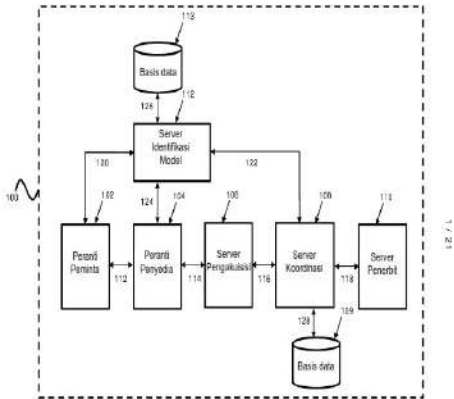 113
Basis data
126
112
Server
Identifikasi
Model
120
122
124
102
104
106
108
110
100
Peranti
Peminta
Peranti
Penyedia
Server
Pengakuisisi
Server
Koordinasi
Server
Penerbit
112
114
116
118
128
109
Basis data
1 / 21